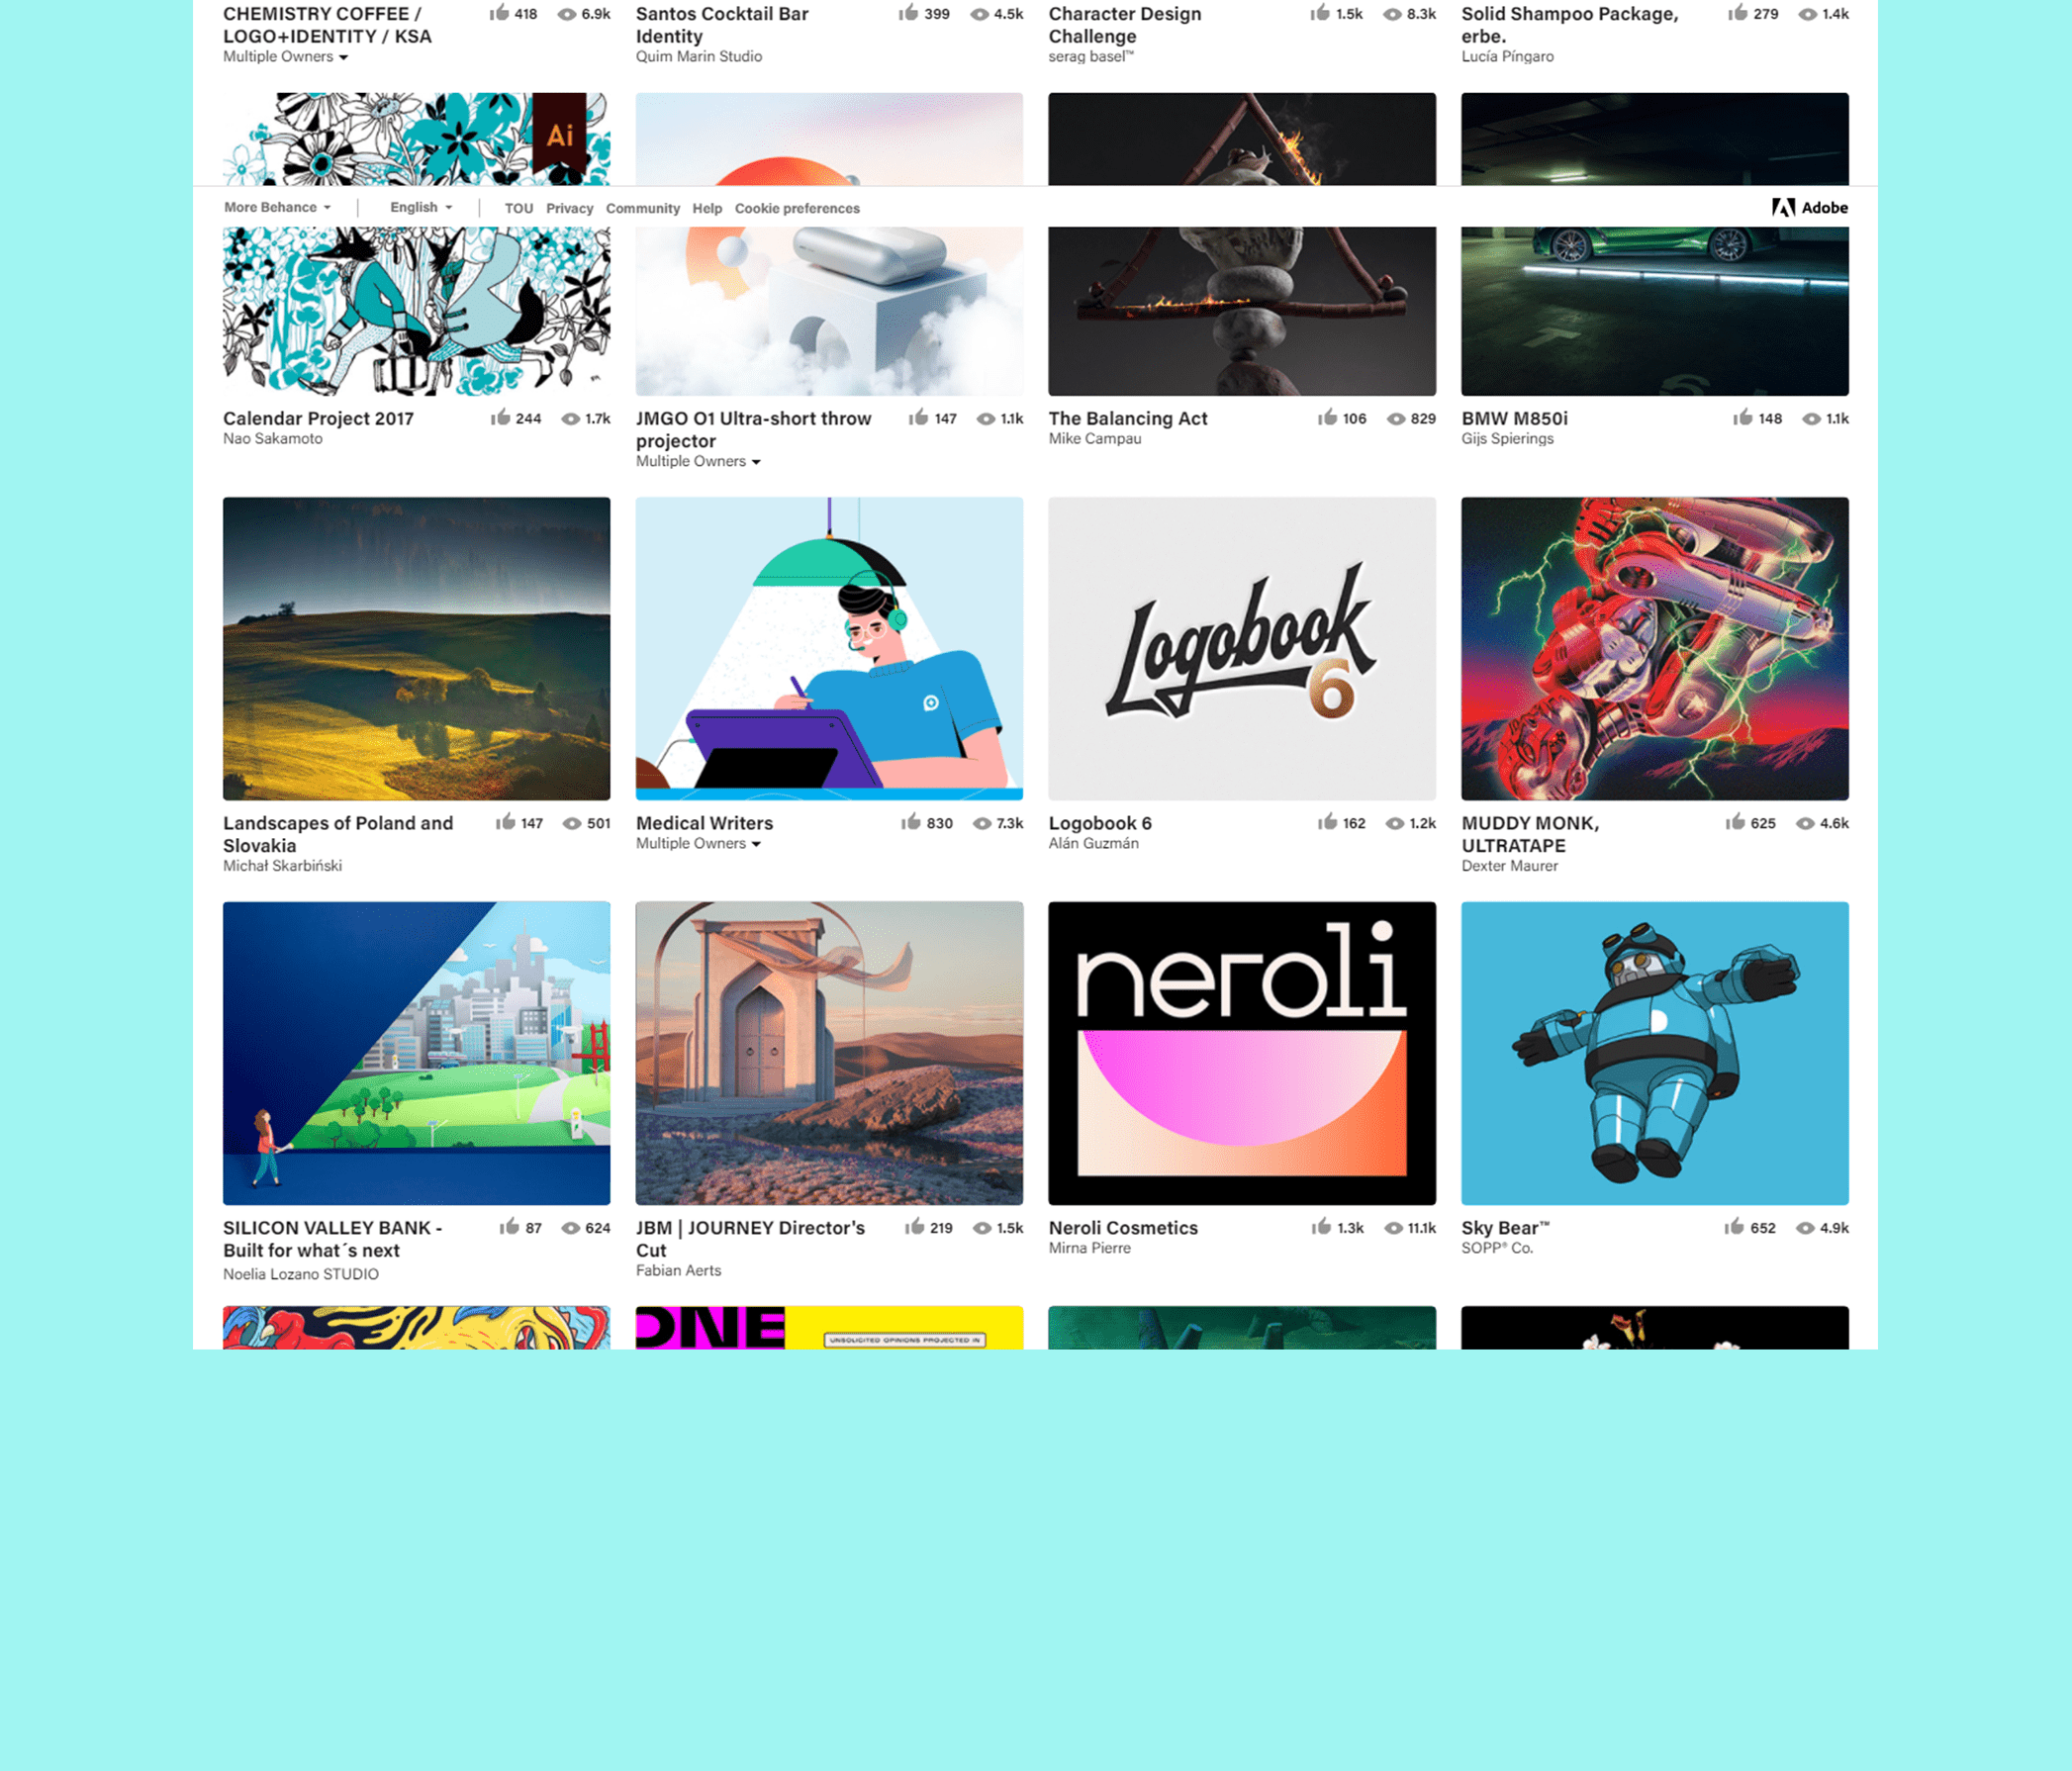 CHEMISTRY COFFEE / LOGO+IDENTITY / KSA
418 6.9k
Multiple Owners
Santos Cocktail Bar Identity
399 4.5k
Quim Marin Studio
Character Design Challenge
1.5k 8.3k
serag basel™
Solid Shampoo Package, erbe.
279 1.4k
Lucía Píngaro
Ai
More Behance English TOU Privacy Community Help Cookie preferences Adobe
Calendar Project 2017
244 1.7k
Nao Sakamoto
JMGO O1 Ultra-short throw projector
147 1.1k
Multiple Owners
The Balancing Act
106 829
Mike Campau
BMW M850i
148 1.1k
Gijs Spierings
Logobook
6
Landscapes of Poland and Slovakia
147 501
Michał Skarbiński
Medical Writers
830 7.3k
Multiple Owners
Logobook 6
162 1.2k
Alán Guzmán
MUDDY MONK, ULTRATAPE
625 4.6k
Dexter Maurer
neroli
SILICON VALLEY BANK - Built for what´s next
87 624
Noelia Lozano STUDIO
JBM | JOURNEY Director's Cut
219 1.5k
Fabian Aerts
Neroli Cosmetics
1.3k 11.1k
Mirna Pierre
Sky Bear™
652 4.9k
SOPP® Co.
ONE
UNSOLICITED OPINIONS PROJECTED IN